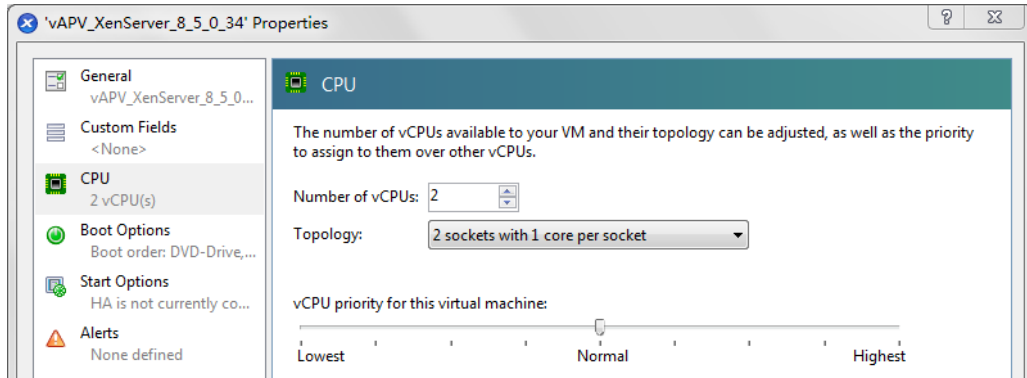 'vAPV_XenServer_8_5_0_34' Properties
General
vAPV_XenServer_8_5_0...
Custom Fields
<None>
CPU
2 vCPU(s)
Boot Options
Boot order: DVD-Drive,...
Start Options
HA is not currently co...
Alerts
None defined
CPU
The number of vCPUs available to your VM and their topology can be adjusted, as well as the priority
to assign to them over other vCPUs.
Number of vCPUs: 2
Topology: 2 sockets with 1 core per socket
vCPU priority for this virtual machine:
Lowest Normal Highest